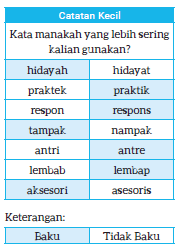 Catatan Kecil
Kata manakah yang lebih sering
kalian gunakan?
hidayah hidayat
praktek praktik
respon respons
tampak nampak
antri antre
lembab lembap
aksesori asesoris
Keterangan:
Baku Tidak Baku